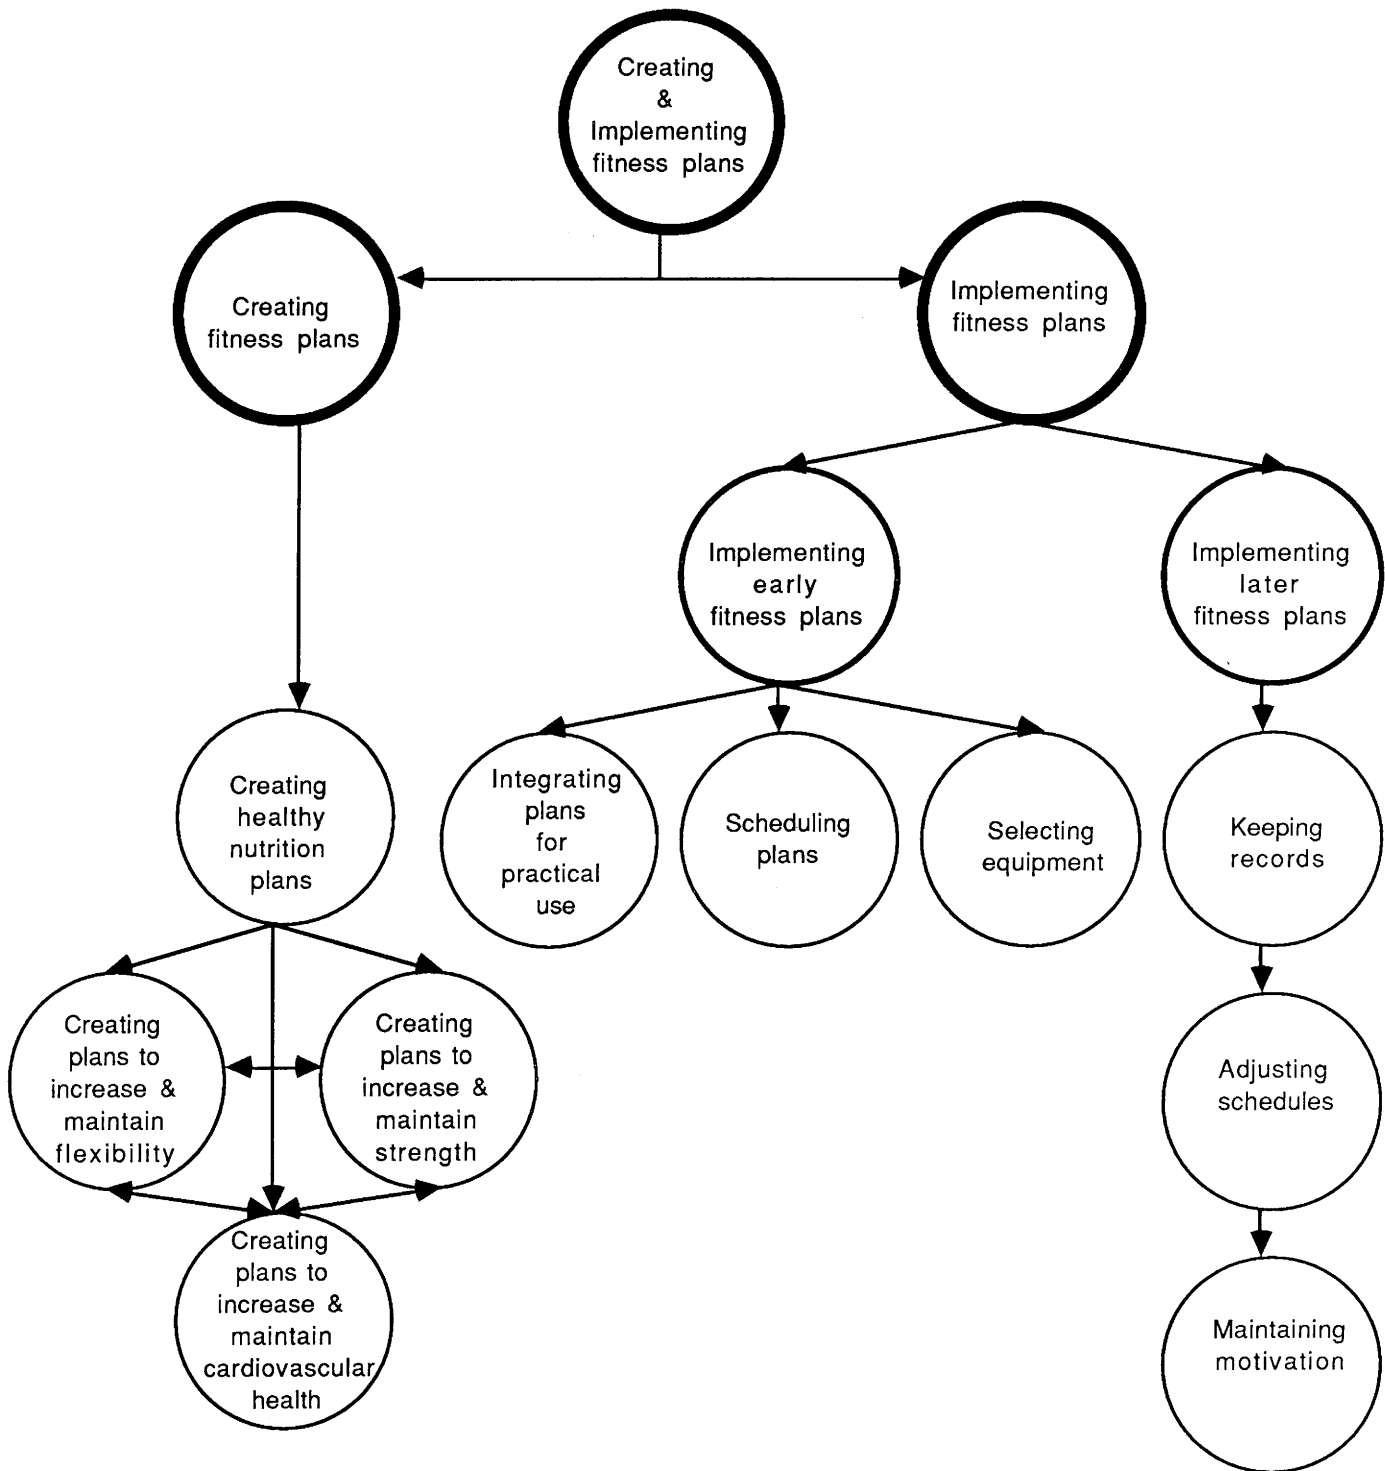 Creating
&
Implementing
fitness plans
Creating
fitness plans
Implementing
fitness plans
Implementing
early
fitness plans
Implementing
later
fitness plans
Creating
healthy
nutrition
plans
Integrating
plans
for
practical
use
Scheduling
plans
Selecting
equipment
Keeping
records
Creating
plans to
increase &
maintain
flexibility
Creating
plans to
increase &
maintain
strength
Adjusting
schedules
Creating
plans to
increase &
maintain
cardiovascular
health
Maintaining
motivation